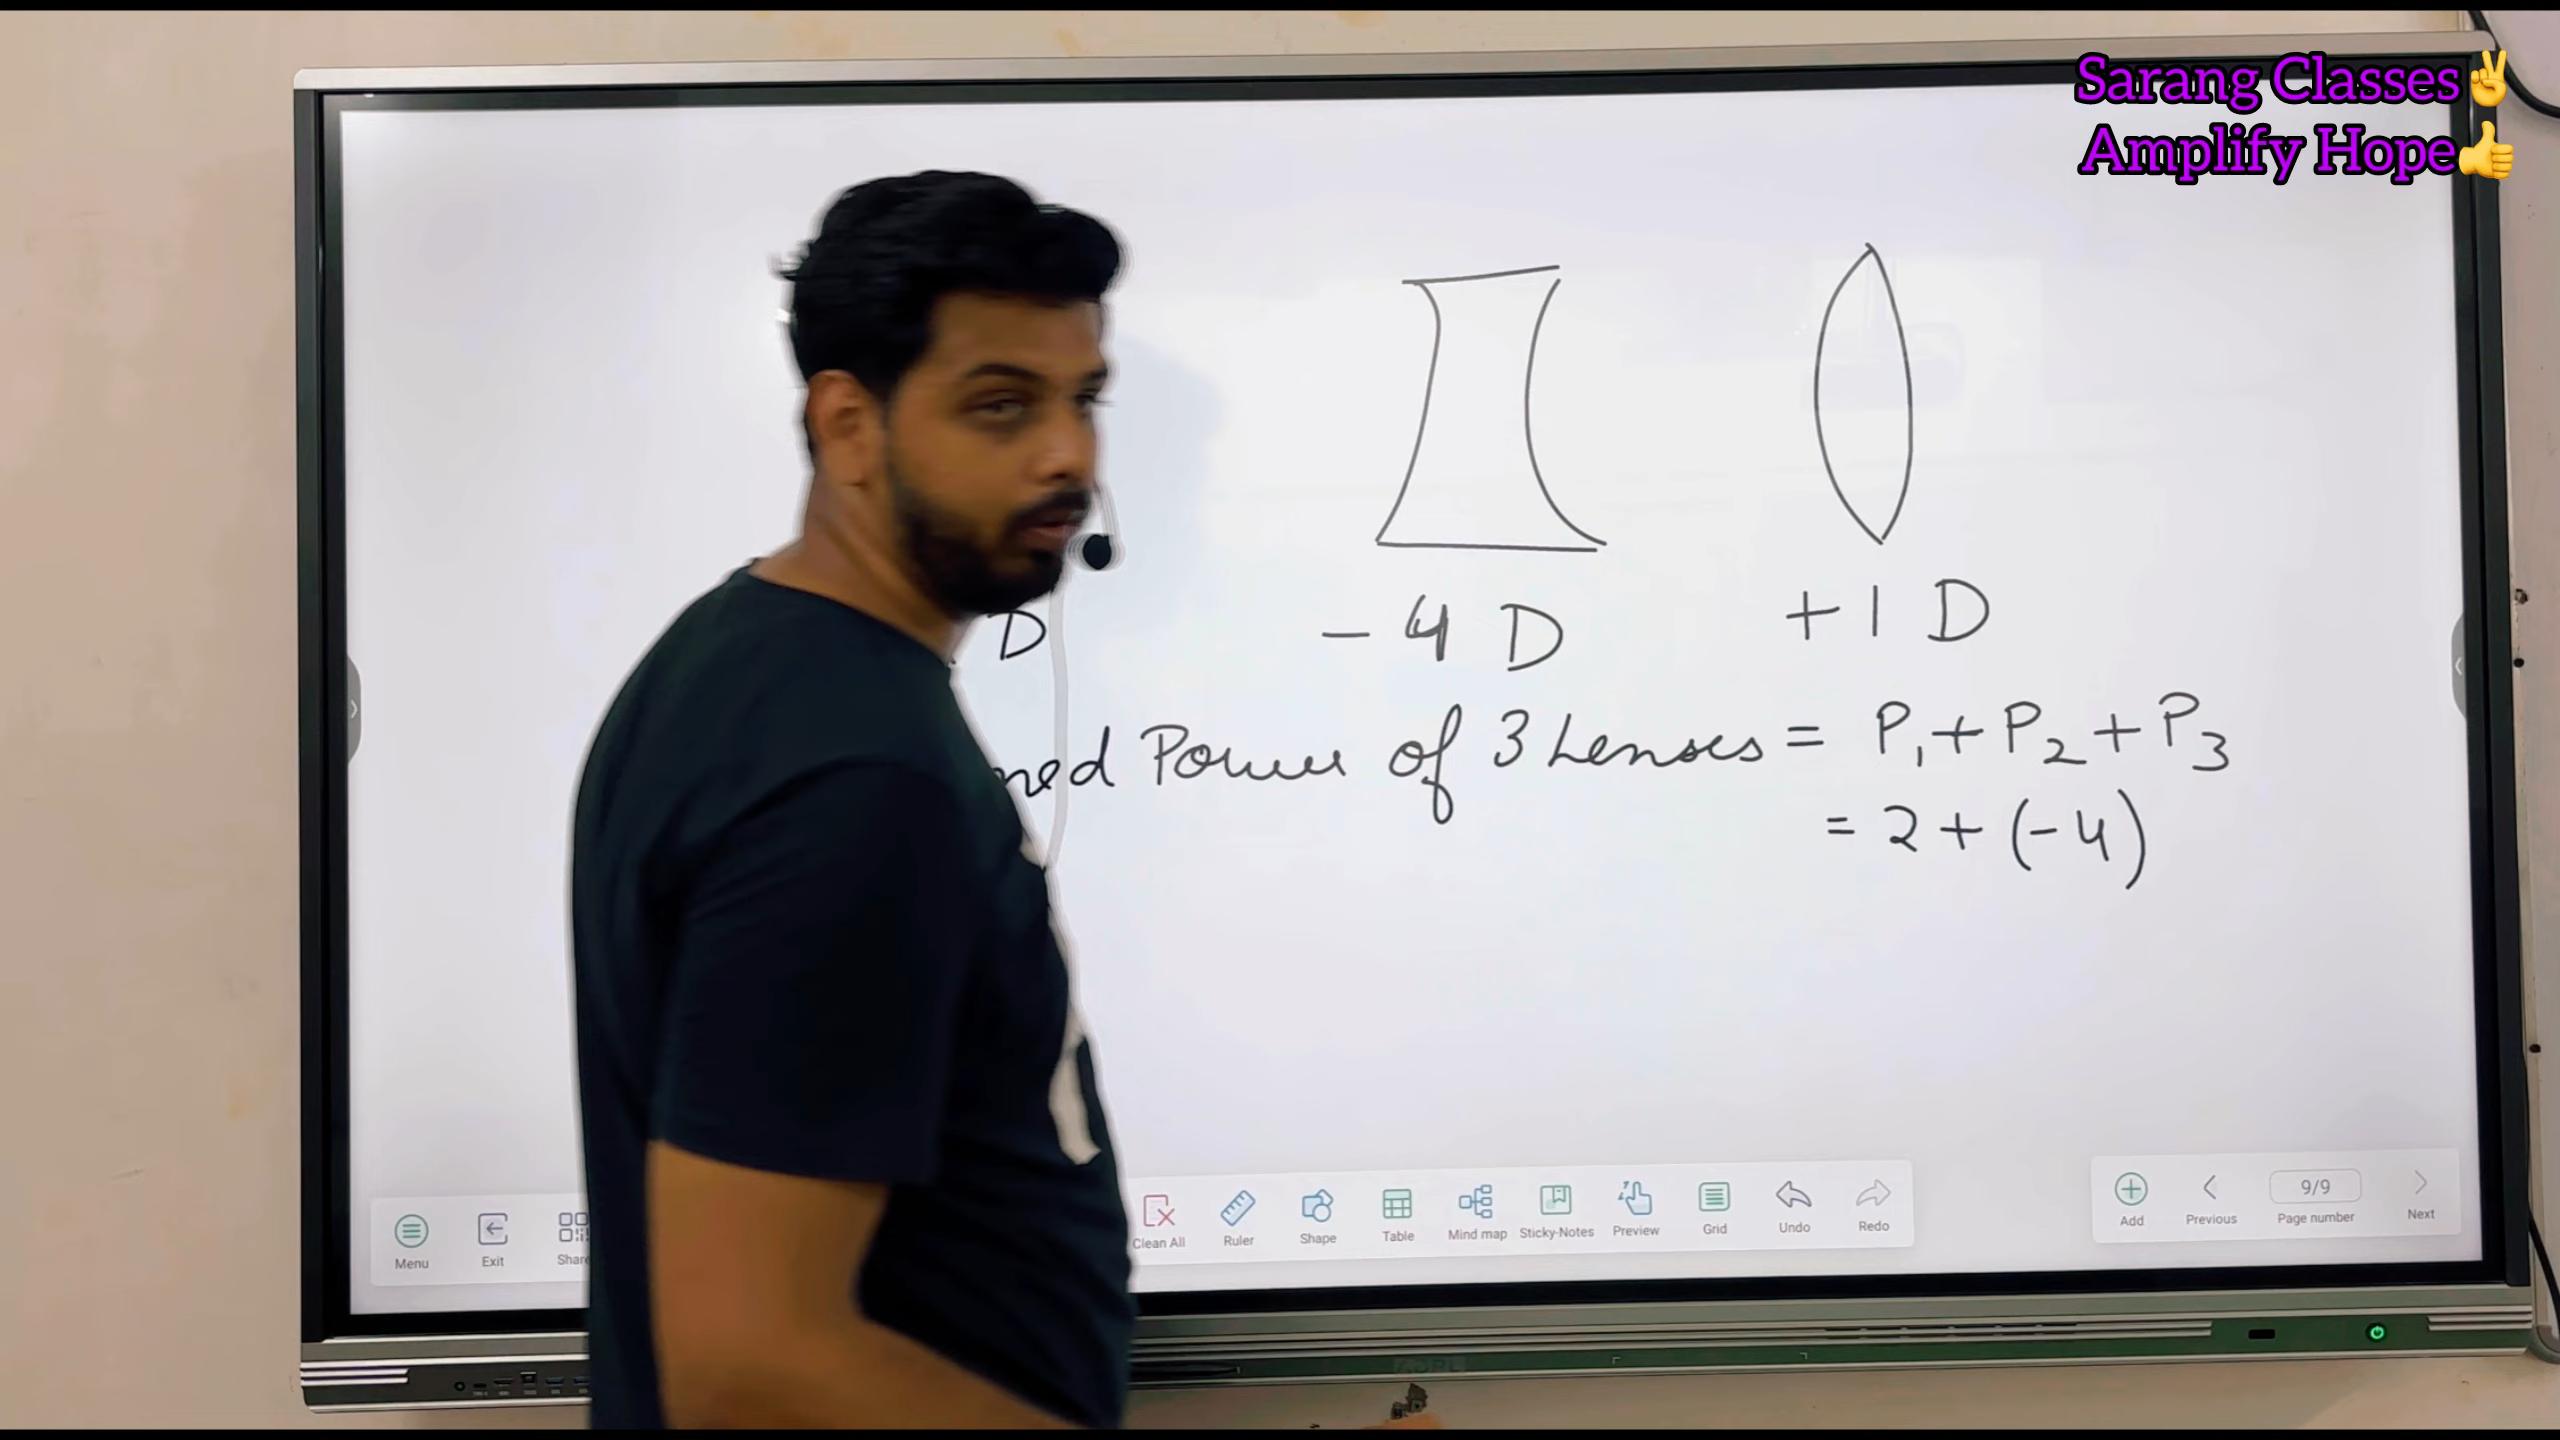 Sarang Classes✌️
Amplify Hope👍
D - 4 D + 1 D
ned Power of 3 Lenses = P₁ + P₂ + P₃
= 2 + (-4)
Menu Exit Share Clean All Ruler Shape Table Mind map Sticky-Notes Preview Grid Undo Redo
Add Previous 9/9 Page number Next